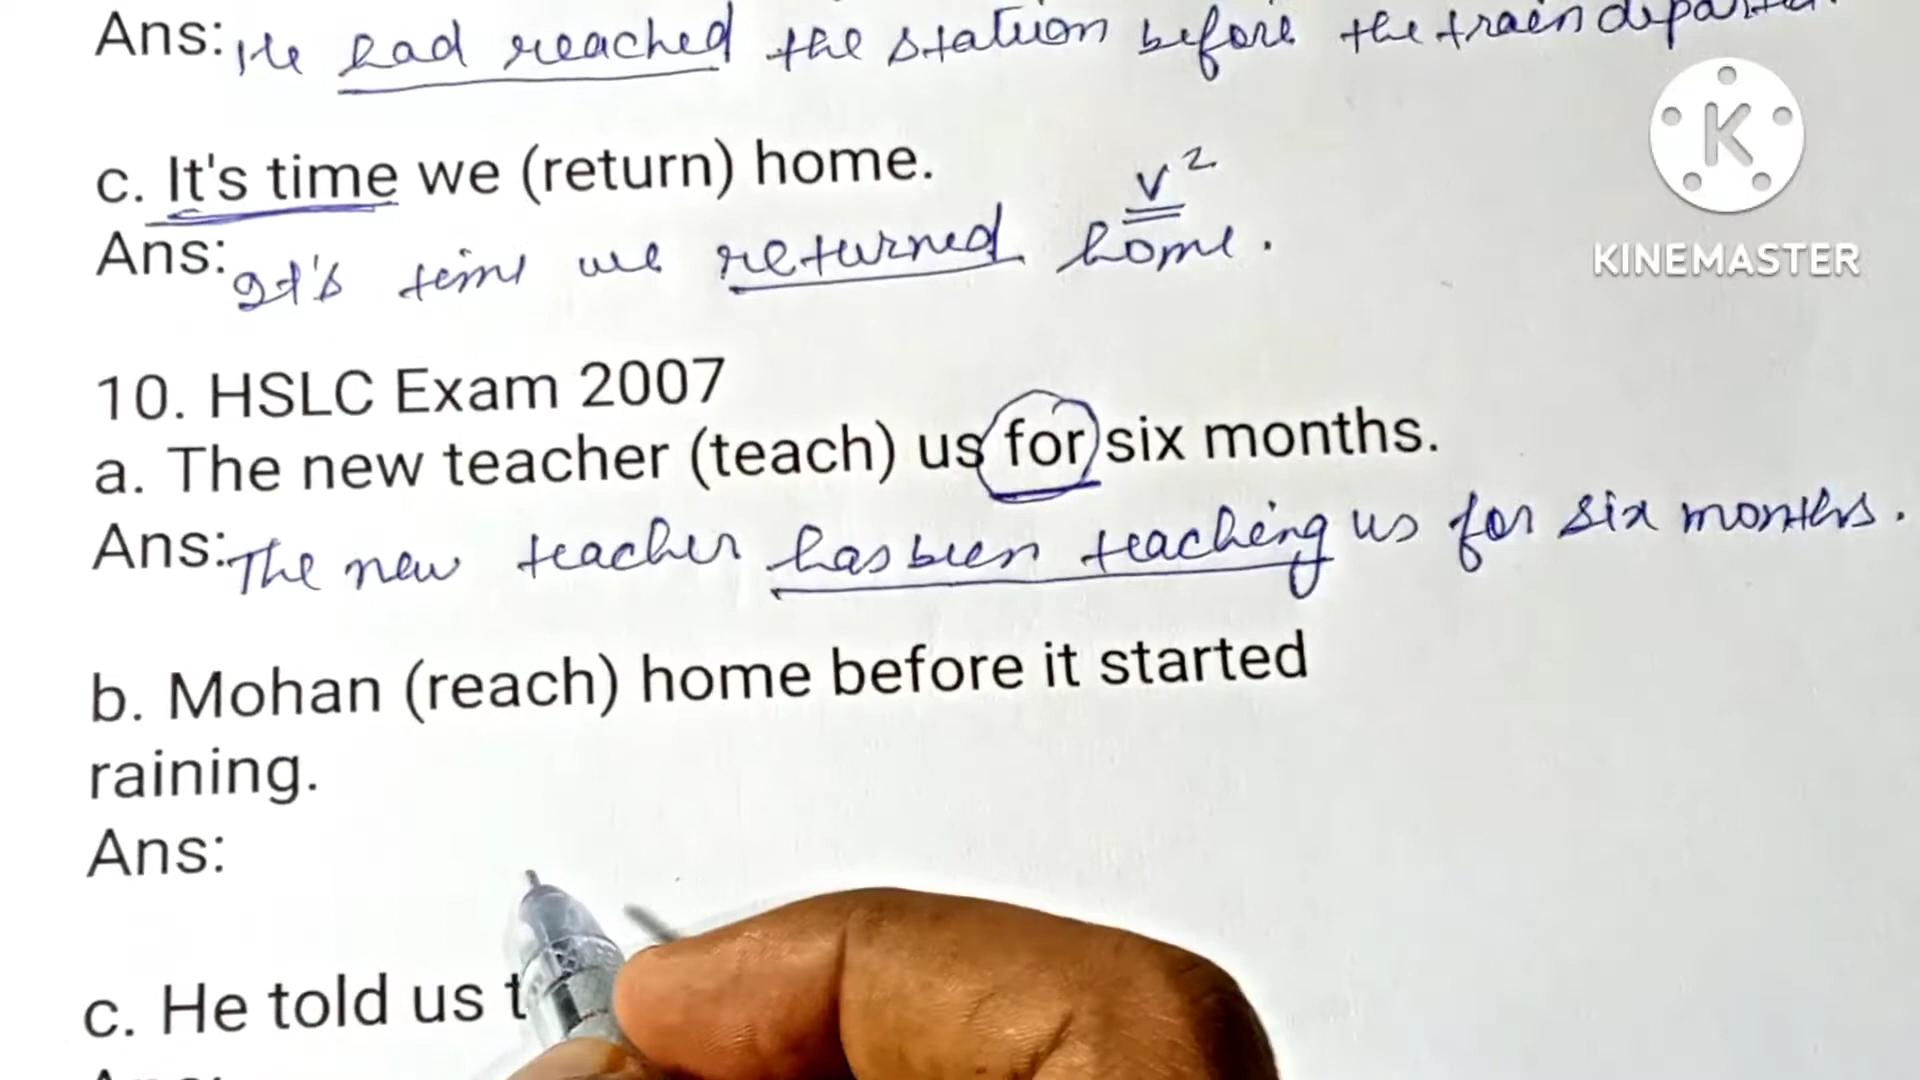 Ans: He had reached the station before the train
c. It's time we (return) home.
V²
Ans: It's time we returned home.
10. HSLC Exam 2007
a. The new teacher (teach) us for six months.
Ans: The new teacher has been teaching us for six months.
b. Mohan (reach) home before it started
raining.
Ans:
c. He told us t
K
KINEMASTER